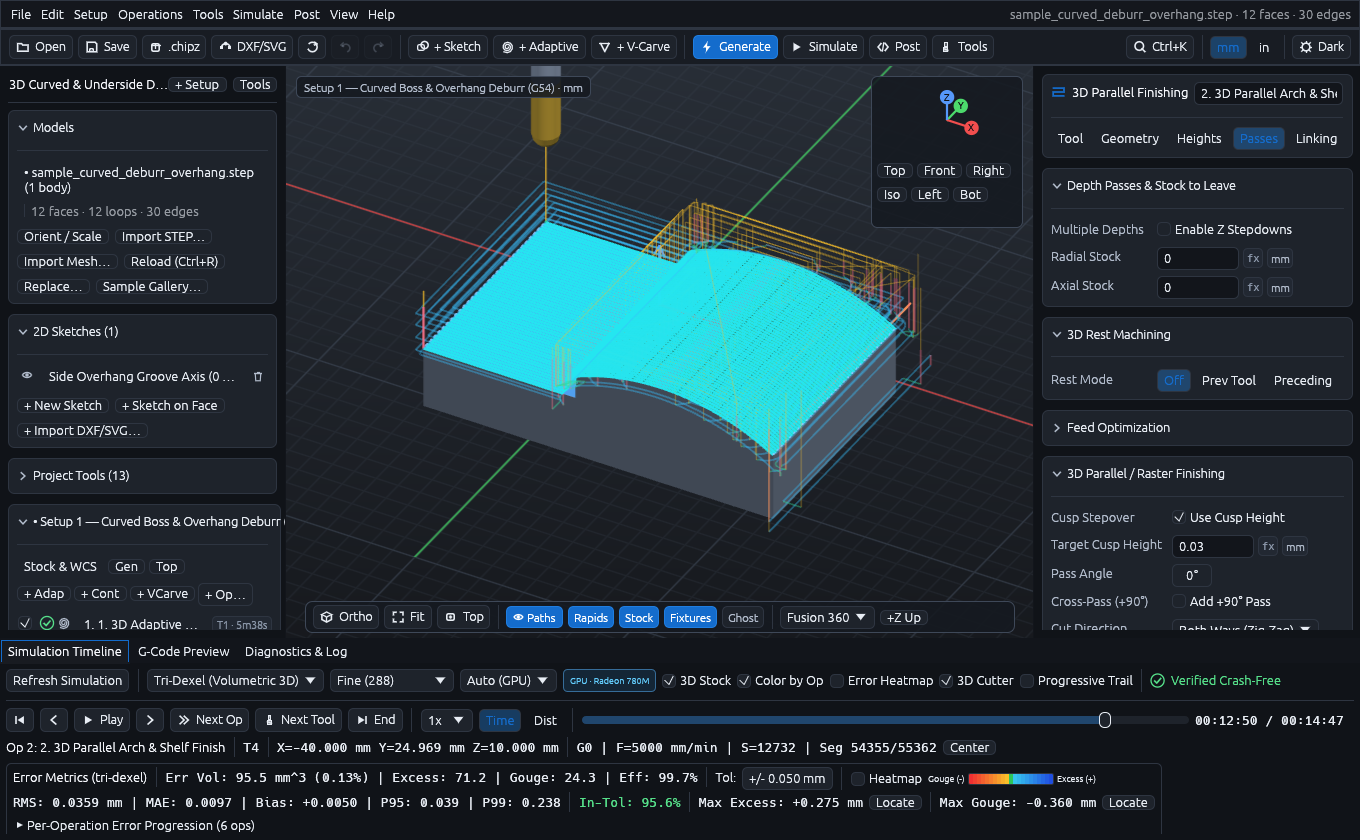 File Edit Setup Operations Tools Simulate Post View Help
sample_curved_deburr_overhang.step · 12 faces · 30 edges
Open Save .chipz DXF/SVG + Sketch + Adaptive + V-Carve Generate Simulate Post Tools Ctrl+K mm in Dark
3D Curved & Underside D... + Setup Tools
Models
• sample_curved_deburr_overhang.step
(1 body)
12 faces · 12 loops · 30 edges
Orient / Scale Import STEP...
Import Mesh... Reload (Ctrl+R)
Replace... Sample Gallery...
2D Sketches (1)
Side Overhang Groove Axis (0 ...
+ New Sketch + Sketch on Face
+ Import DXF/SVG...
Project Tools (13)
• Setup 1 — Curved Boss & Overhang Deburr
Stock & WCS Gen Top
+ Adap + Cont + VCarve + Op...
1. 1. 3D Adaptive ... T1 · 5m38s
Setup 1 — Curved Boss & Overhang Deburr (G54) · mm
Z
Y
X
Top Front Right
Iso Left Bot
Ortho Fit Top Paths Rapids Stock Fixtures Ghost Fusion 360 +Z Up
3D Parallel Finishing 2. 3D Parallel Arch & She
Tool Geometry Heights Passes Linking
Depth Passes & Stock to Leave
Multiple Depths Enable Z Stepdowns
Radial Stock 0 fx mm
Axial Stock 0 fx mm
3D Rest Machining
Rest Mode Off Prev Tool Preceding
Feed Optimization
3D Parallel / Raster Finishing
Cusp Stepover Use Cusp Height
Target Cusp Height 0.03 fx mm
Pass Angle 0°
Cross-Pass (+90°) Add +90° Pass
Cut Direction Both Ways (Zig-Zag)
Simulation Timeline G-Code Preview Diagnostics & Log
Refresh Simulation Tri-Dexel (Volumetric 3D) Fine (288) Auto (GPU) GPU · Radeon 780M 3D Stock Color by Op Error Heatmap 3D Cutter Progressive Trail Verified Crash-Free
Play Next Op Next Tool End 1x Time Dist 00:12:50 / 00:14:47
Op 2: 2. 3D Parallel Arch & Shelf Finish T4 X=-40.000 mm Y=24.969 mm Z=10.000 mm G0 | F=5000 mm/min | S=12732 | Seg 54355/55362 Center
Error Metrics (tri-dexel) Err Vol: 95.5 mm^3 (0.13%) | Excess: 71.2 | Gouge: 24.3 | Eff: 99.7% Tol: +/- 0.050 mm Heatmap Gouge (-) Excess (+)
RMS: 0.0359 mm | MAE: 0.0097 | Bias: +0.0050 | P95: 0.039 | P99: 0.238 In-Tol: 95.6% Max Excess: +0.275 mm Locate Max Gouge: -0.360 mm Locate
Per-Operation Error Progression (6 ops)